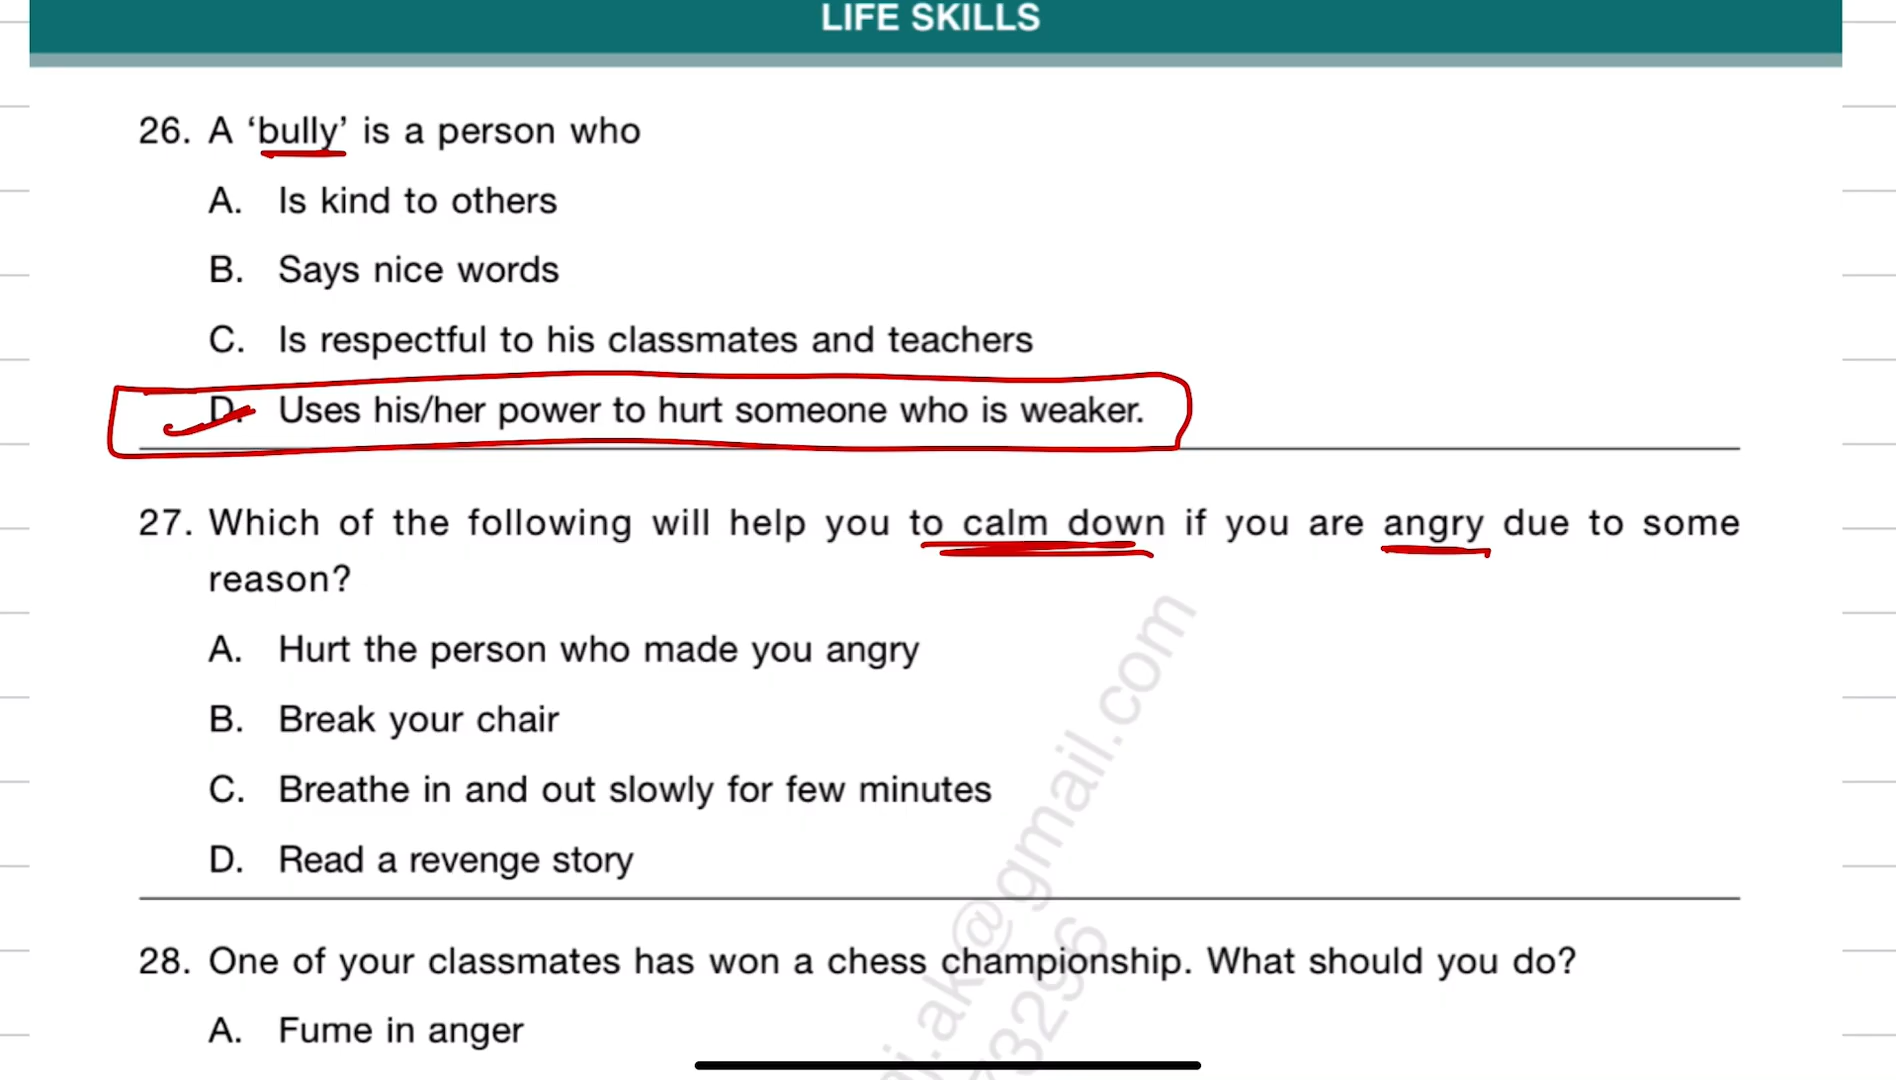 LIFE SKILLS
26. A ‘bully’ is a person who
A. Is kind to others
B. Says nice words
C. Is respectful to his classmates and teachers
D. Uses his/her power to hurt someone who is weaker.
27. Which of the following will help you to calm down if you are angry due to some
reason?
A. Hurt the person who made you angry
B. Break your chair
C. Breathe in and out slowly for few minutes
D. Read a revenge story
28. One of your classmates has won a chess championship. What should you do?
A. Fume in anger